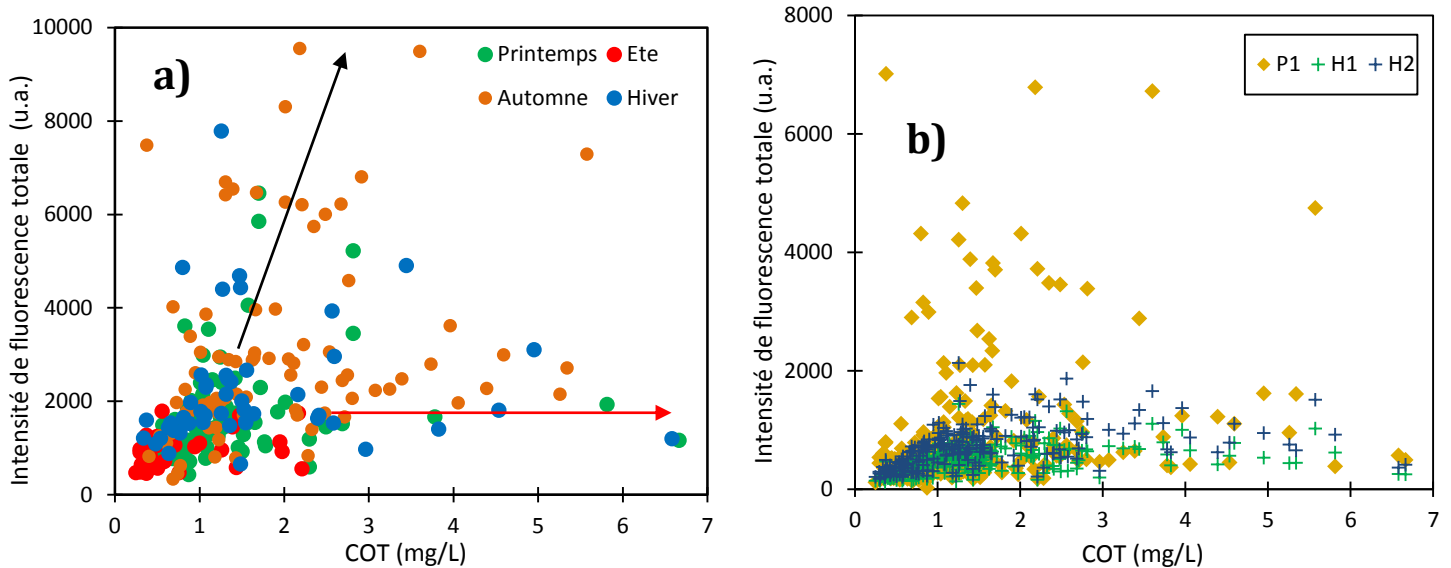 a)
Printemps Ete
Automne Hiver
Intensité de fluorescence totale (u.a.)
10000
8000
6000
4000
2000
0
0 1 2 3 4 5 6 7
COT (mg/L)
b)
P1 H1 H2
Intensité de fluorescence totale (u.a.)
8000
6000
4000
2000
0
0 1 2 3 4 5 6 7
COT (mg/L)